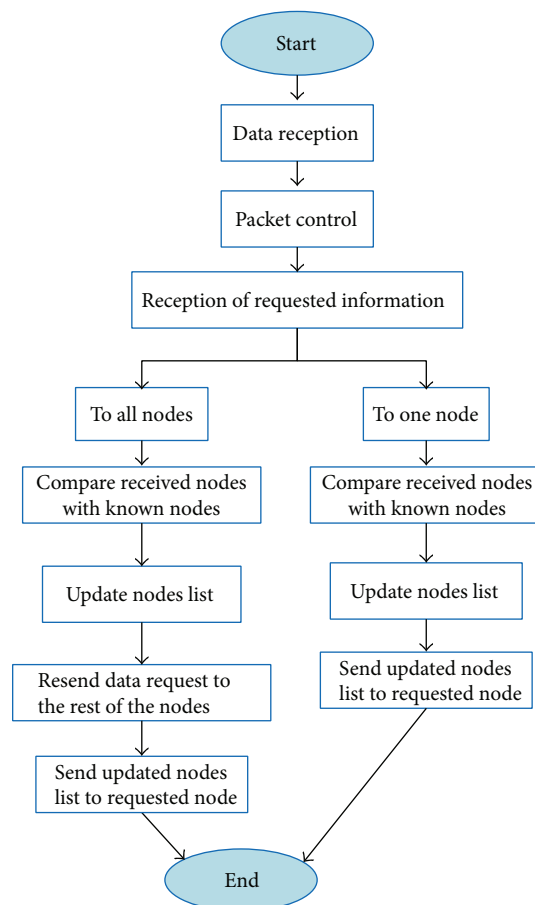 Start
Data reception
Packet control
Reception of requested information
To all nodes
To one node
Compare received nodes
with known nodes
Compare received nodes
with known nodes
Update nodes list
Update nodes list
Resend data request to
the rest of the nodes
Send updated nodes
list to requested node
Send updated nodes
list to requested node
End